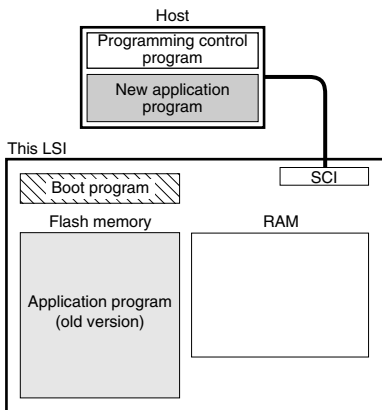 Host
Programming control
program
New application
program
This LSI
SCI
Boot program
Flash memory
RAM
Application program
(old version)